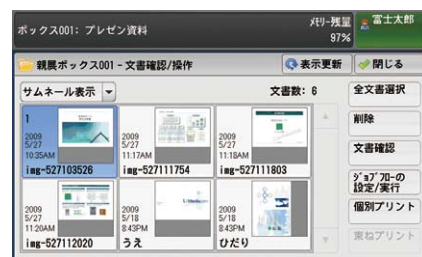 ボックス001: プレゼン資料
ﾒﾓﾘｰ残量
97%
富士太郎
親展ボックス001 - 文書確認/操作
表示更新
閉じる
サムネール表示
文書数: 6
全文書選択
1
2009
5/27
10:35AM
img-527103526
2009
5/27
11:17AM
img-527111754
2009
5/27
11:18AM
img-527111803
削除
文書確認
ｼﾞｮﾌﾞﾌﾛｰの
設定/実行
2009
5/27
11:20AM
img-527112020
2009
5/18
8:43PM
うえ
2009
5/18
8:43PM
ひだり
個別プリント
束ねプリント